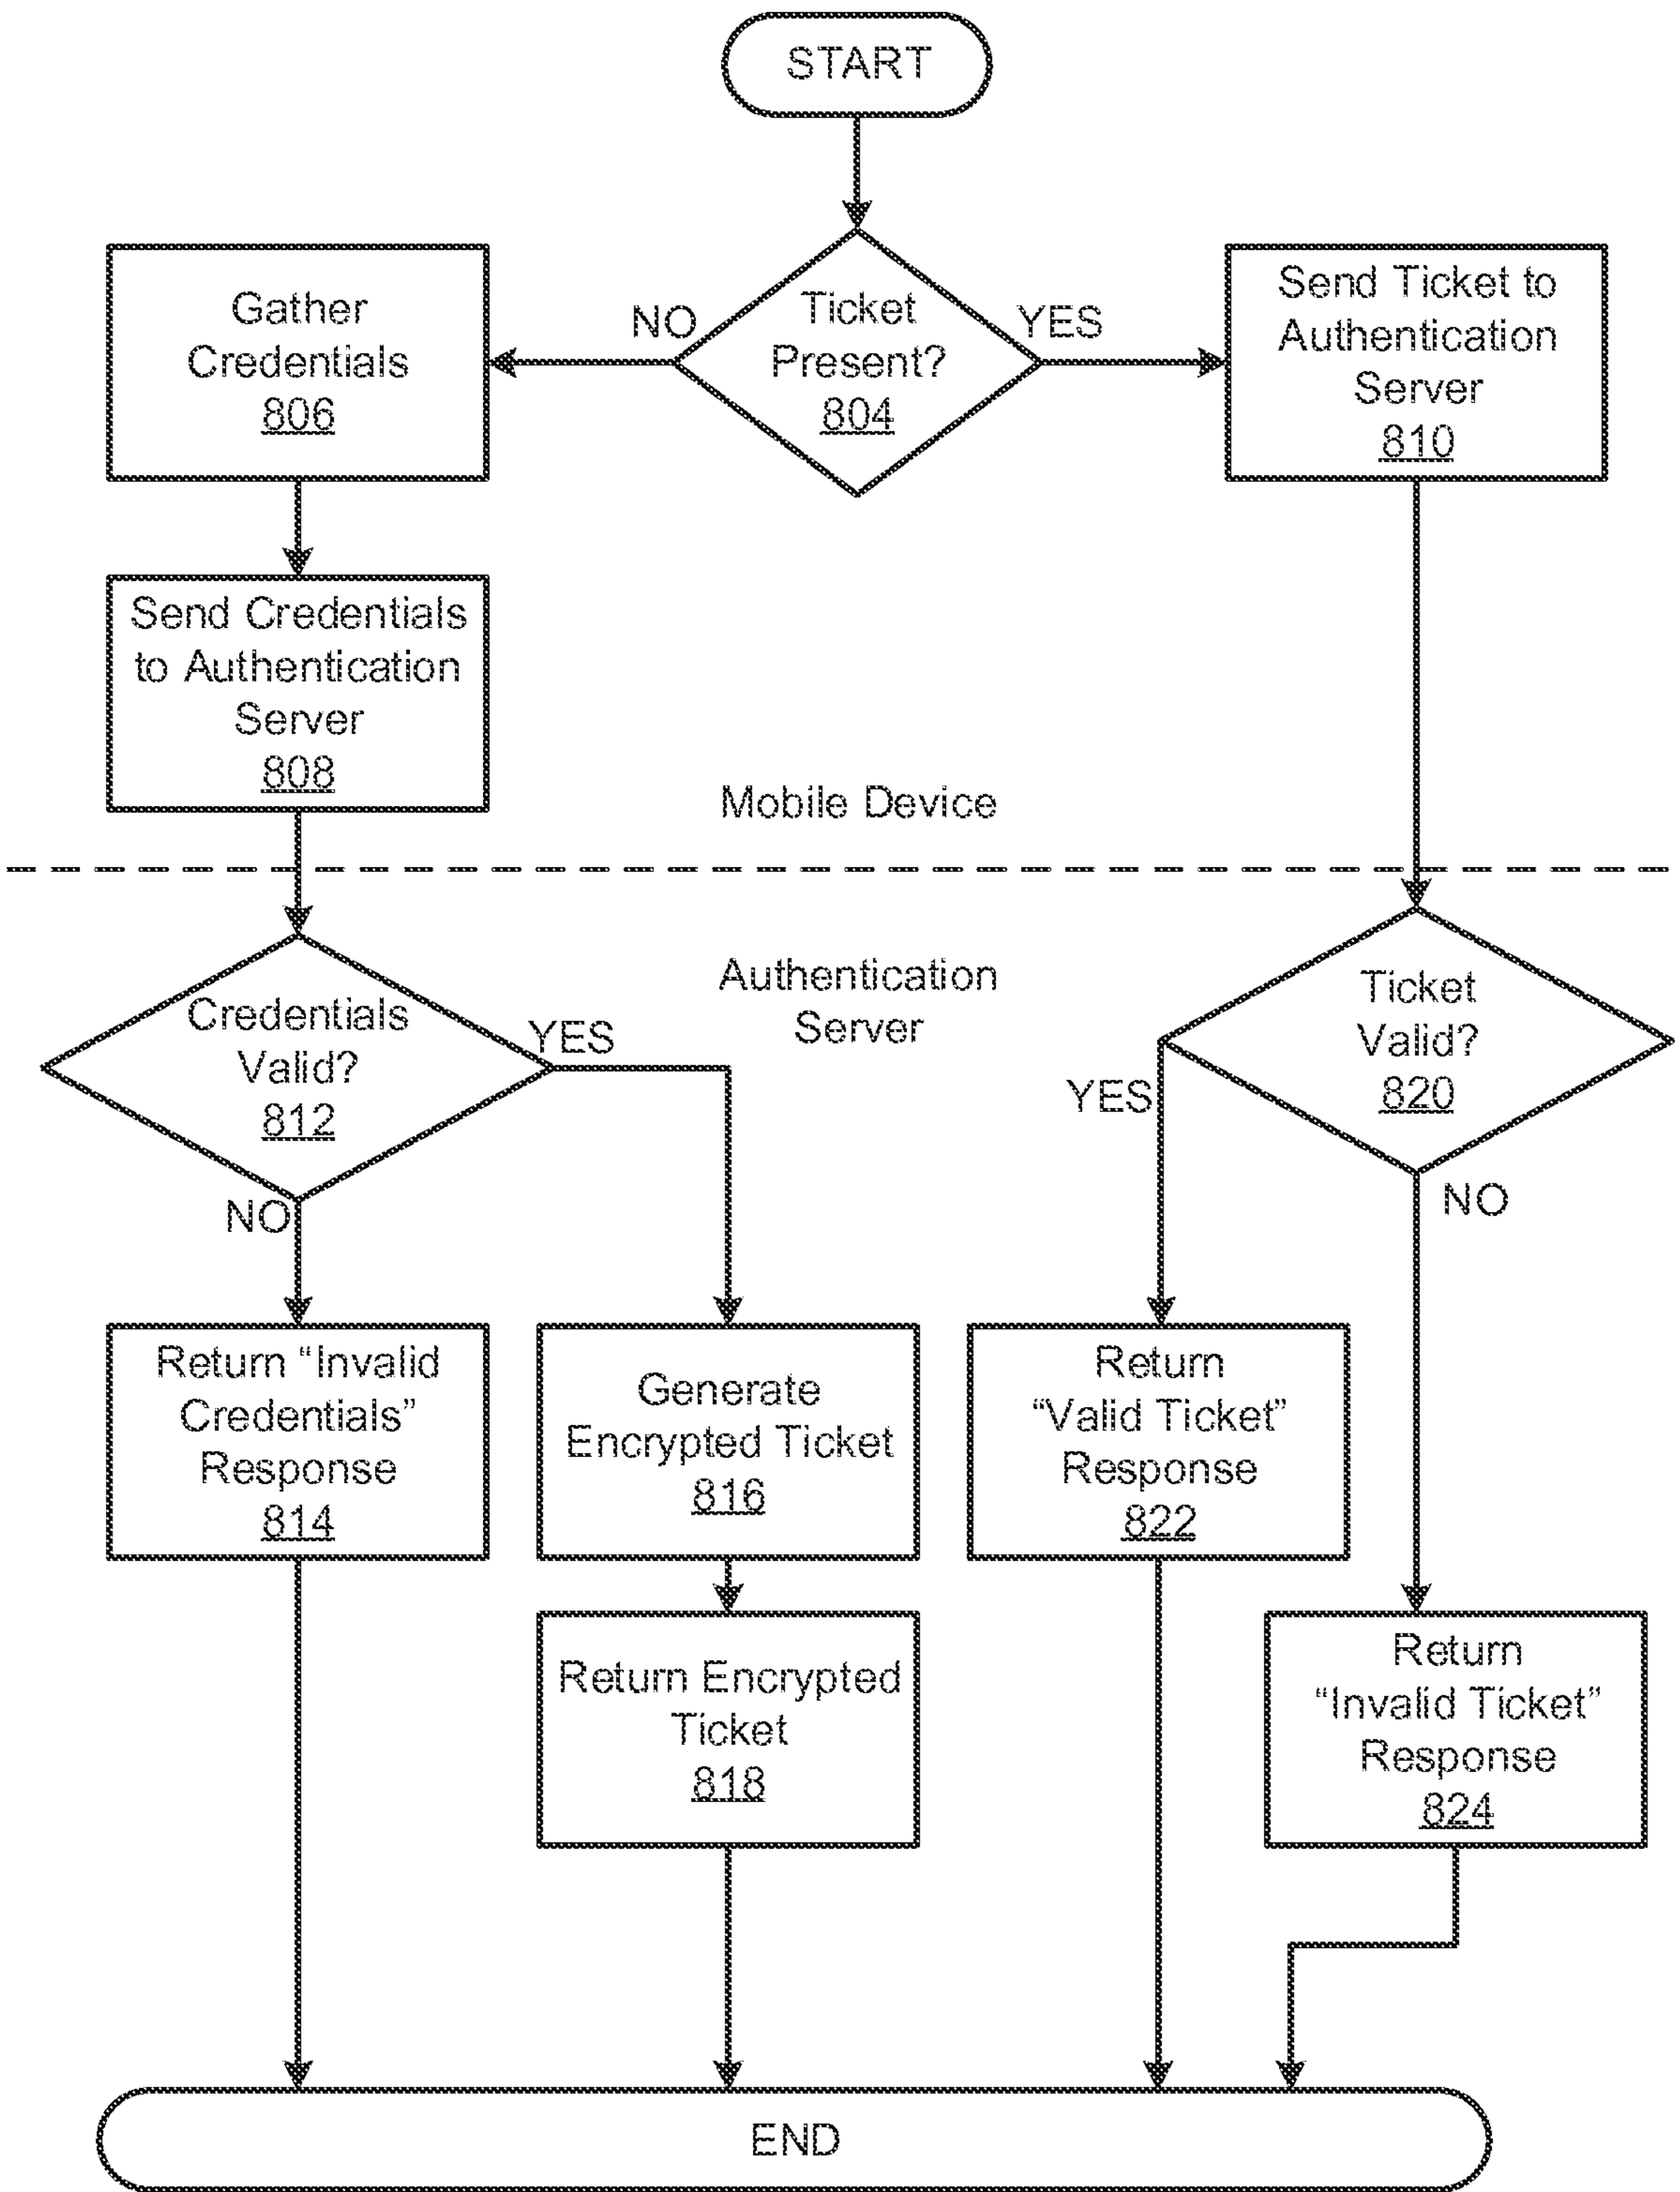 START
Gather
Credentials
806
NO
Ticket
Present?
804
YES
Send Ticket to
Authentication
Server
810
Send Credentials
to Authentication
Server
808
Mobile Device
Authentication
Server
Credentials
Valid?
812
YES
NO
Ticket
Valid?
820
YES
NO
Return “Invalid
Credentials”
Response
814
Generate
Encrypted Ticket
816
Return
“Valid Ticket”
Response
822
Return Encrypted
Ticket
818
Return
“Invalid Ticket”
Response
824
END